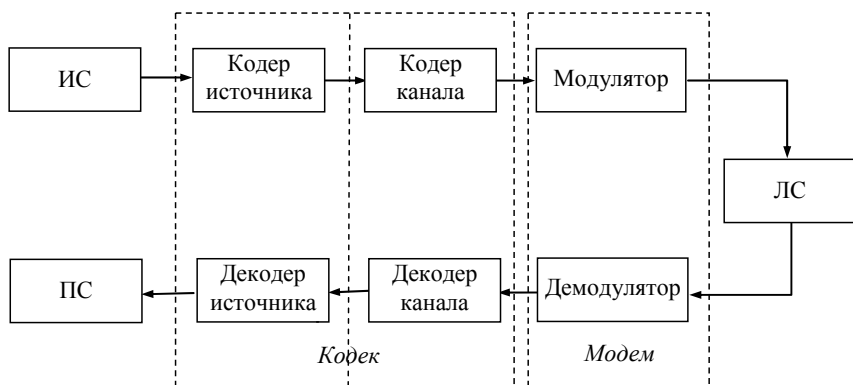 ИС
Кодер
источника
Кодер
канала
Модулятор
ЛС
ПС
Декодер
источника
Декодер
канала
Демодулятор
Кодек
Модем